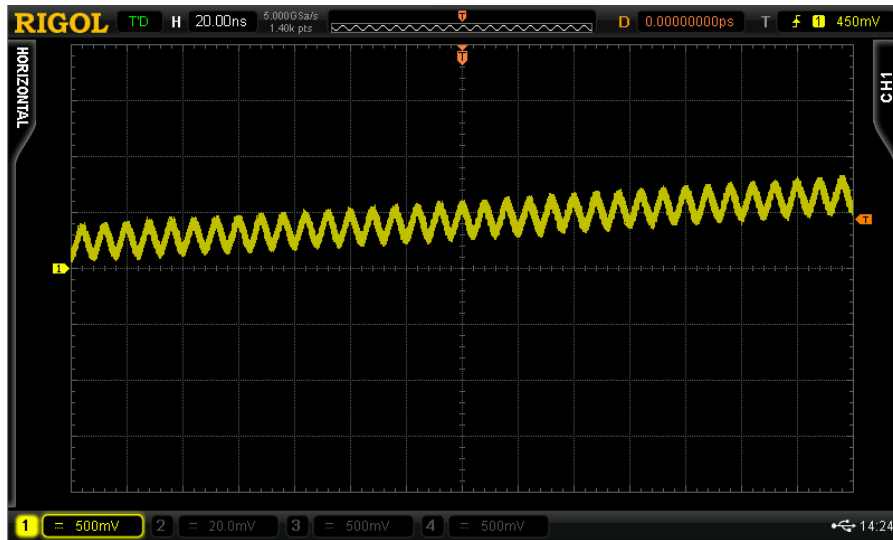 RIGOL T'D H 20.00ns 5.000GSa/s 1.40k pts T D 0.00000000ps T 1 450mV
HORIZONTAL
T
CH1
T
1
1 = 500mV 2 = 20.0mV 3 = 500mV 4 = 500mV 14:24